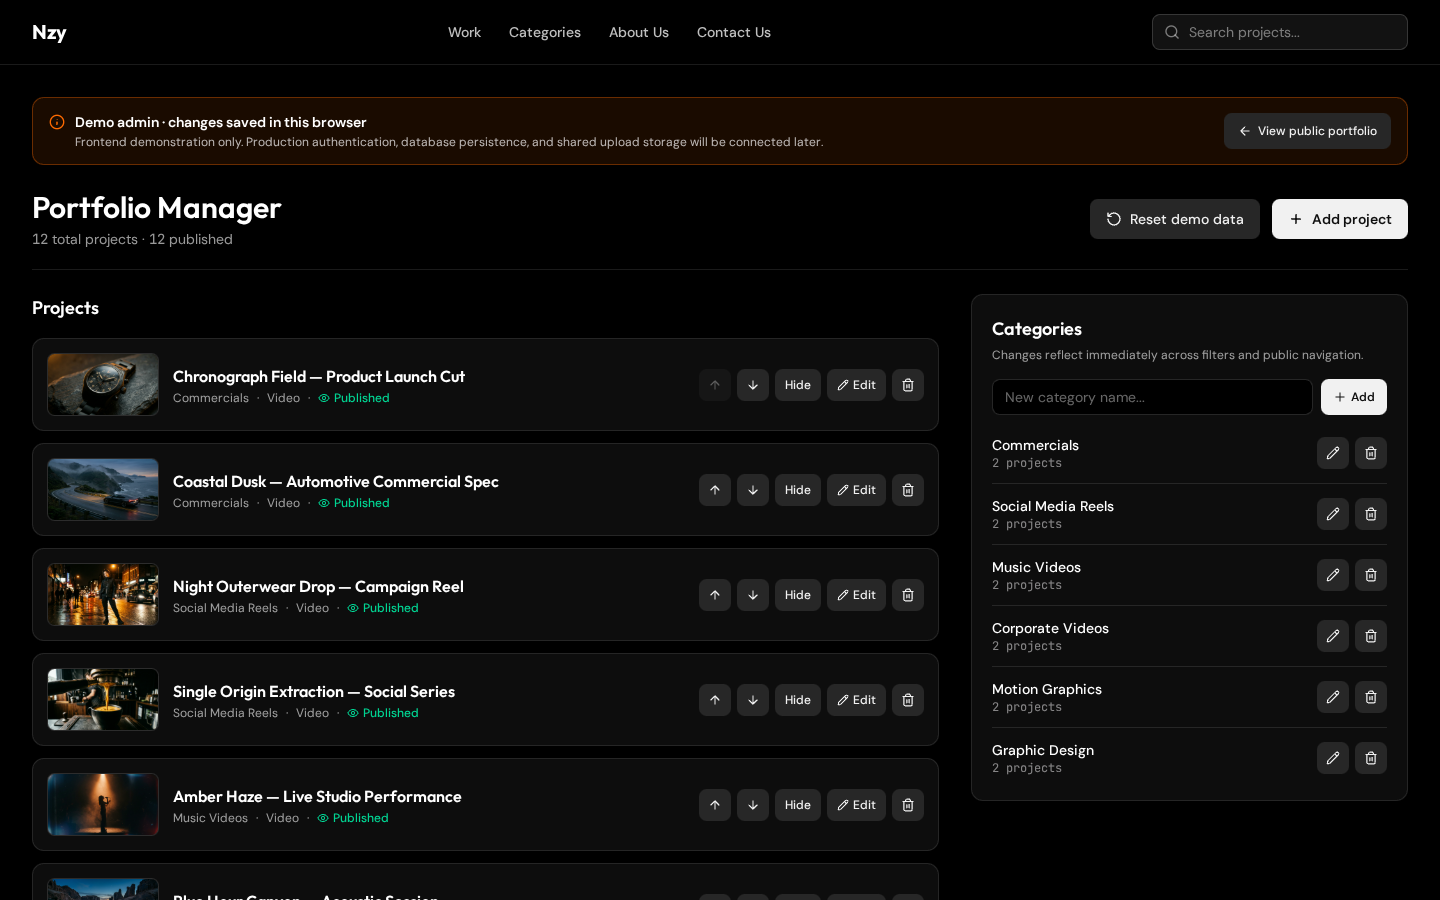 Nzy
Work
Categories
About Us
Contact Us
Search projects...
Demo admin · changes saved in this browser
Frontend demonstration only. Production authentication, database persistence, and shared upload storage will be connected later.
View public portfolio
Portfolio Manager
12 total projects · 12 published
Reset demo data
Add project
Projects
Chronograph Field — Product Launch Cut
Commercials · Video · Published
Hide
Edit
Coastal Dusk — Automotive Commercial Spec
Commercials · Video · Published
Hide
Edit
Night Outerwear Drop — Campaign Reel
Social Media Reels · Video · Published
Hide
Edit
Single Origin Extraction — Social Series
Social Media Reels · Video · Published
Hide
Edit
Amber Haze — Live Studio Performance
Music Videos · Video · Published
Hide
Edit
Blue Hour Canyon — Acoustic Session
Categories
Changes reflect immediately across filters and public navigation.
New category name...
Add
Commercials
2 projects
Social Media Reels
2 projects
Music Videos
2 projects
Corporate Videos
2 projects
Motion Graphics
2 projects
Graphic Design
2 projects